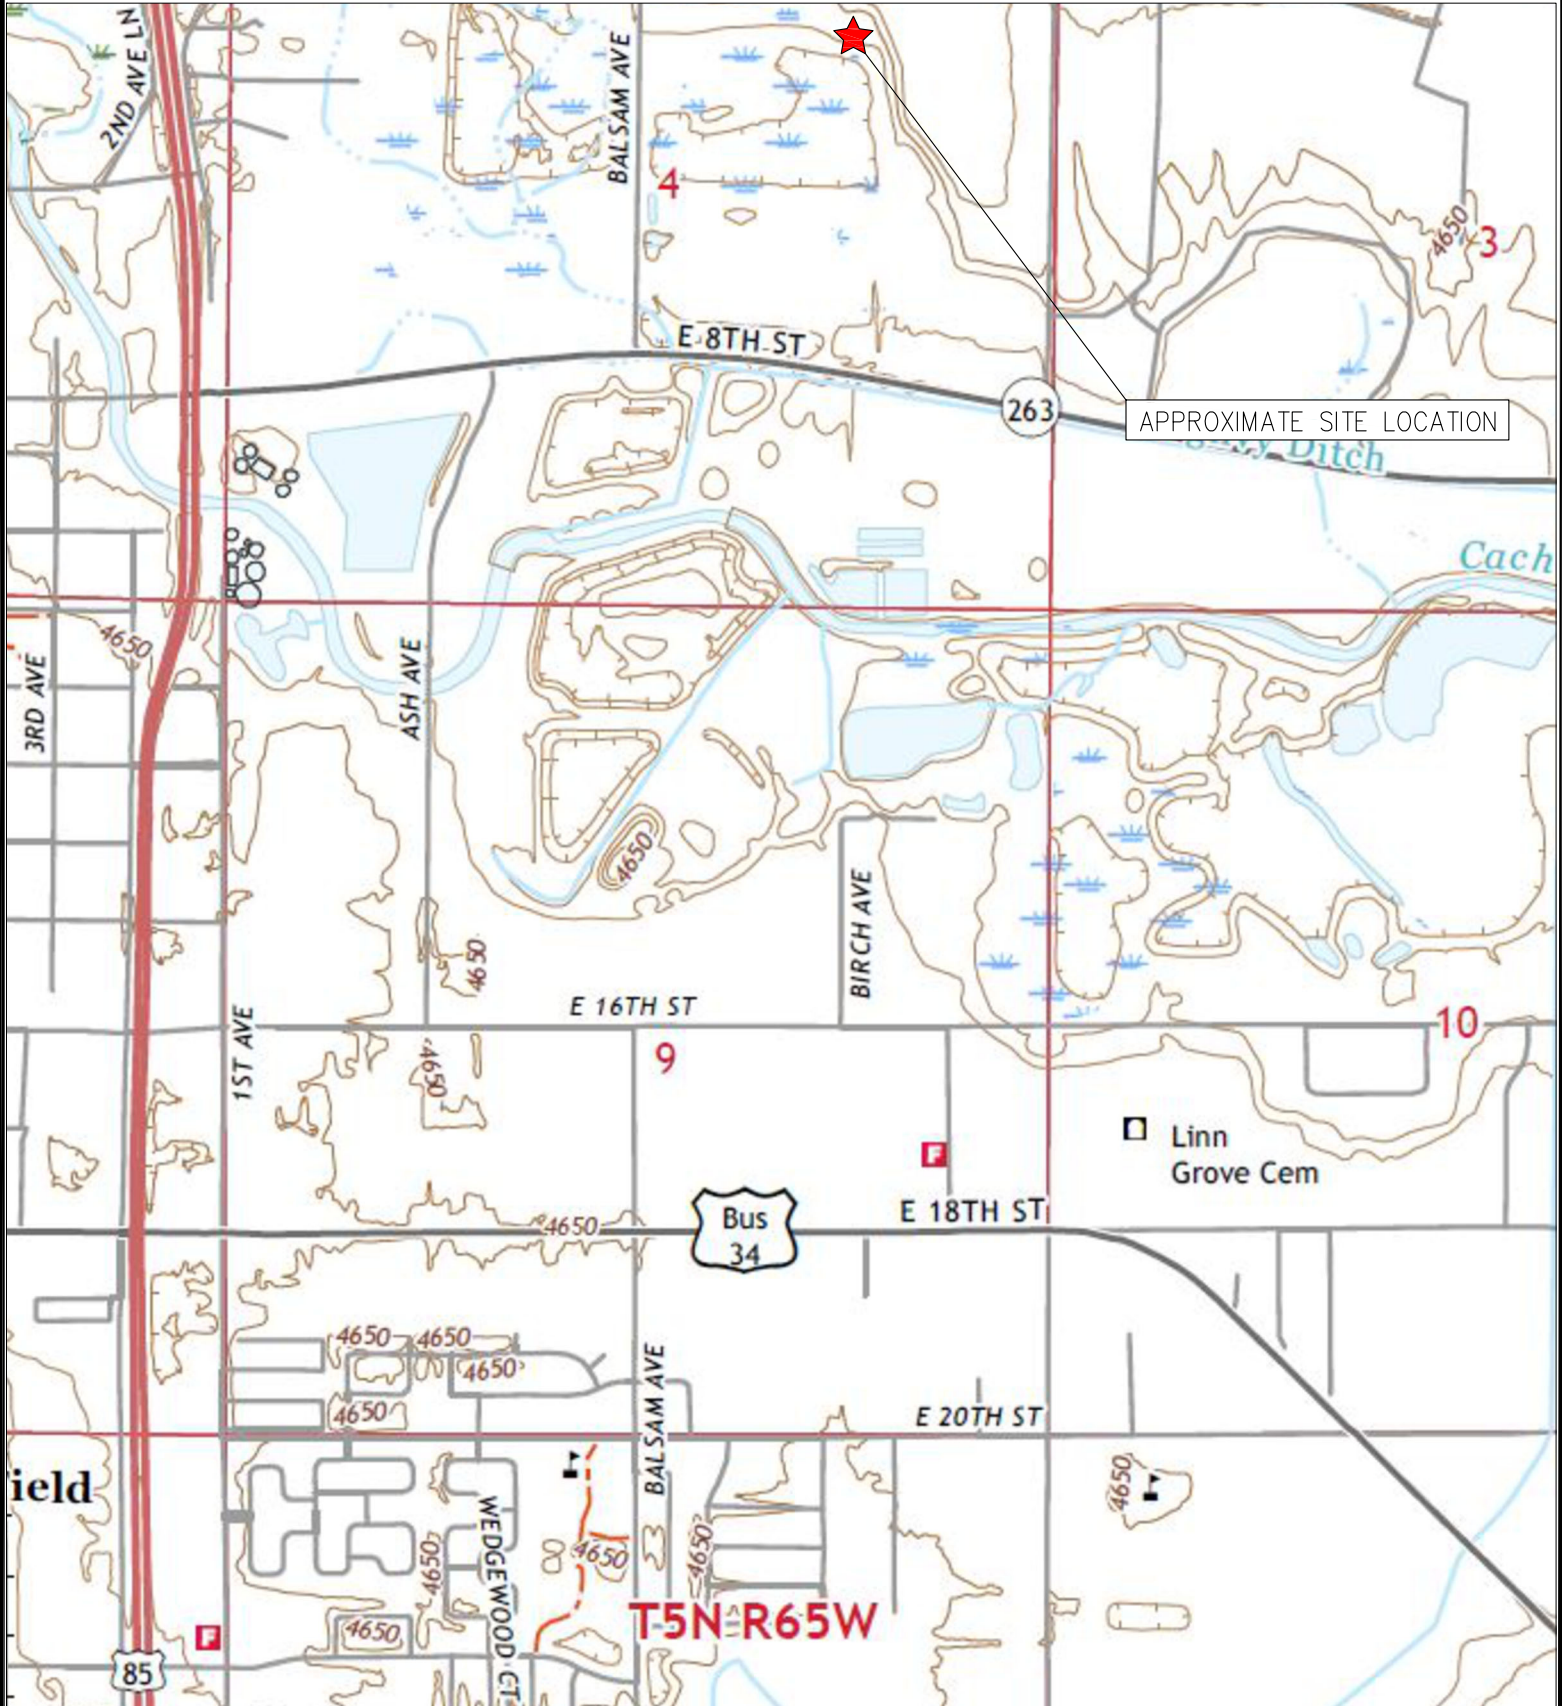 2ND AVE LN
BALSAM AVE
4
4650
3
E 8TH ST
263
APPROXIMATE SITE LOCATION
Ditch
Cach
4650
3RD AVE
ASH AVE
4650
BIRCH AVE
4650
E 16TH ST
1ST AVE
4650
9
10
Linn
Grove Cem
F
E 18TH ST
Bus
34
4650
4650
4650
4650
4650
BALSAM AVE
E 20TH ST
ield
4650
WEDGEWOOD CT
4650
4650
4650
T5N R65W
4650
F
85